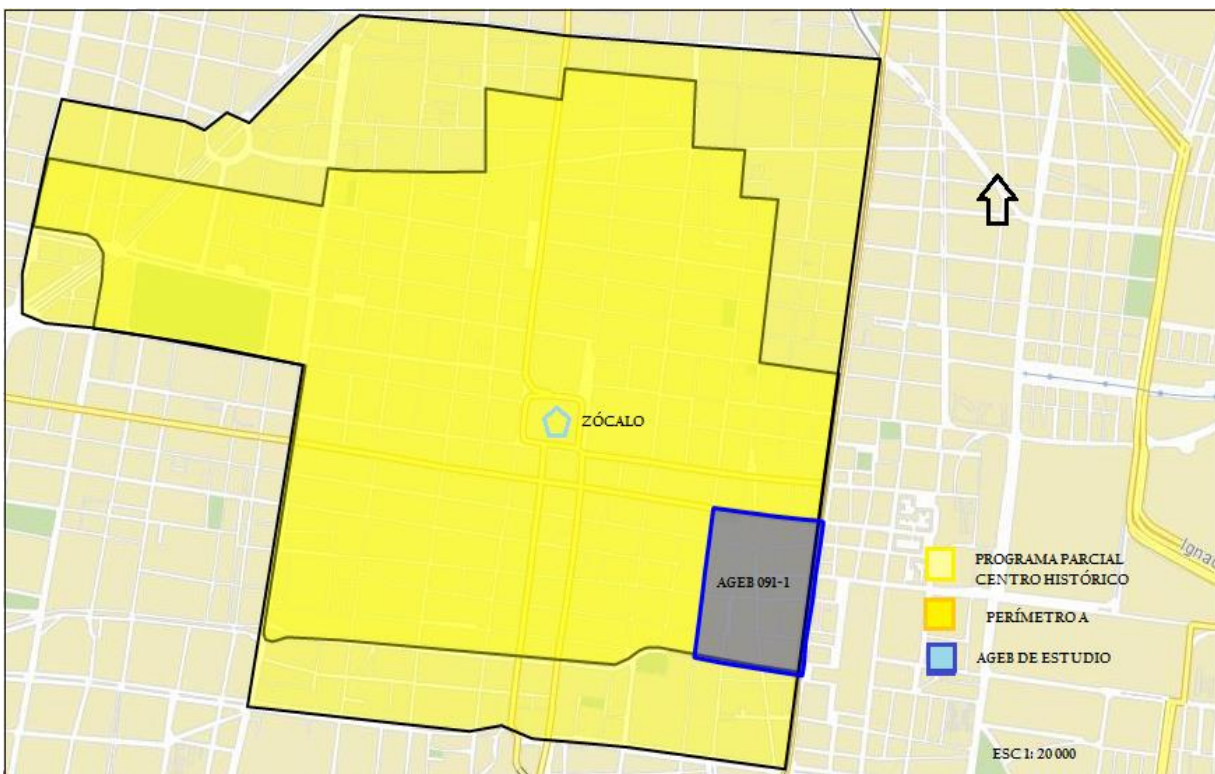 ZÓCALO
AGEB 091-1
PROGRAMA PARCIAL
CENTRO HISTÓRICO
PERÍMETRO A
AGEB DE ESTUDIO
ESC 1: 20 000